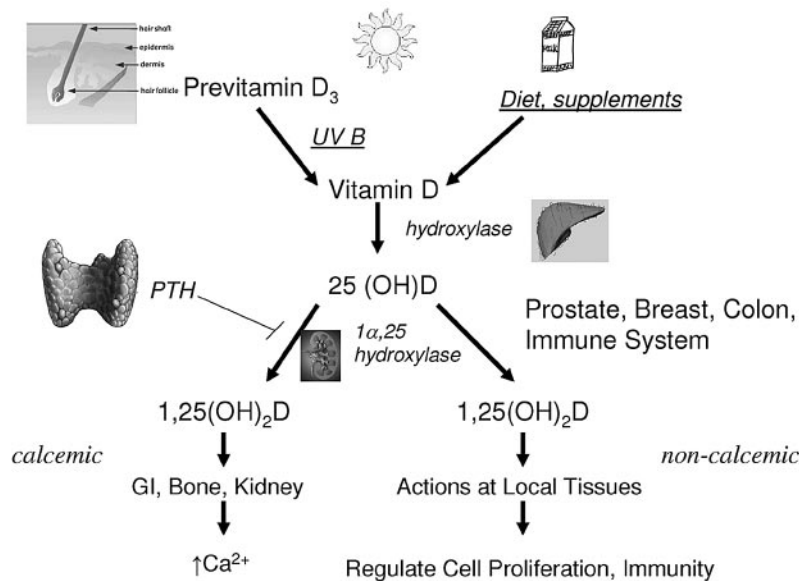 hair shaft
epidermis
dermis
hair follicle
Previtamin D₃
Milk
Diet, supplements
UV B
Vitamin D
hydroxylase
25 (OH)D
PTH
1α,25
hydroxylase
Prostate, Breast, Colon,
Immune System
1,25(OH)₂D
1,25(OH)₂D
calcemic
non-calcemic
GI, Bone, Kidney
Actions at Local Tissues
↑Ca²⁺
Regulate Cell Proliferation, Immunity